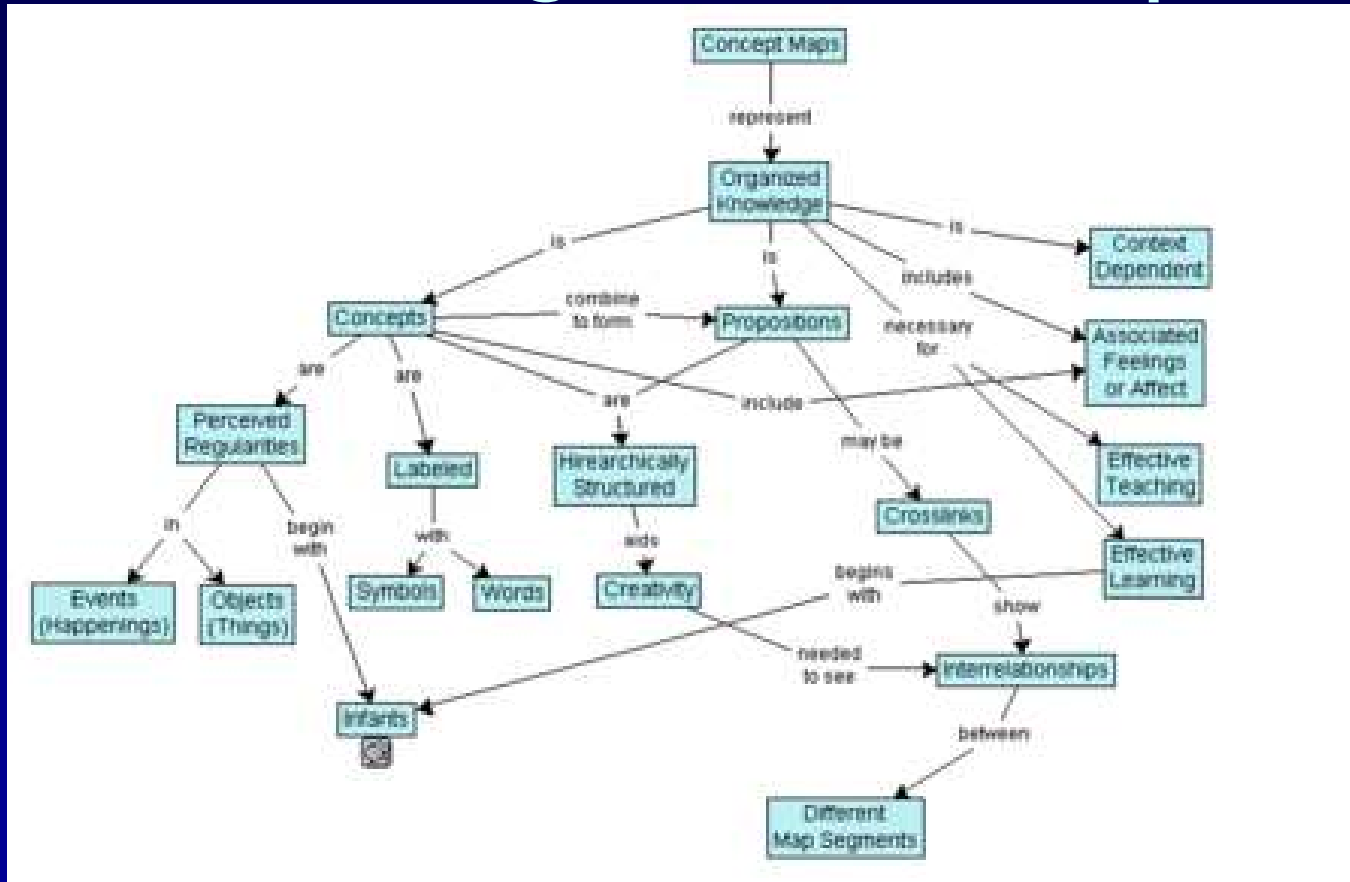 Concept Maps
represent
Organized
Knowledge
is
is
is
includes
Context
Dependent
Concepts
combine
to form
Propositions
necessary
for
Associated
Feelings
or Affect
are
are
are
include
Perceived
Regularities
Labeled
Hirearchically
Structured
may be
Effective
Teaching
Crosslinks
in
begin
with
with
aids
begins
with
Effective
Learning
Events
(Happenings)
Objects
(Things)
Symbols
Words
Creativity
show
needed
to see
Interrelationships
Infants
between
Different
Map Segments